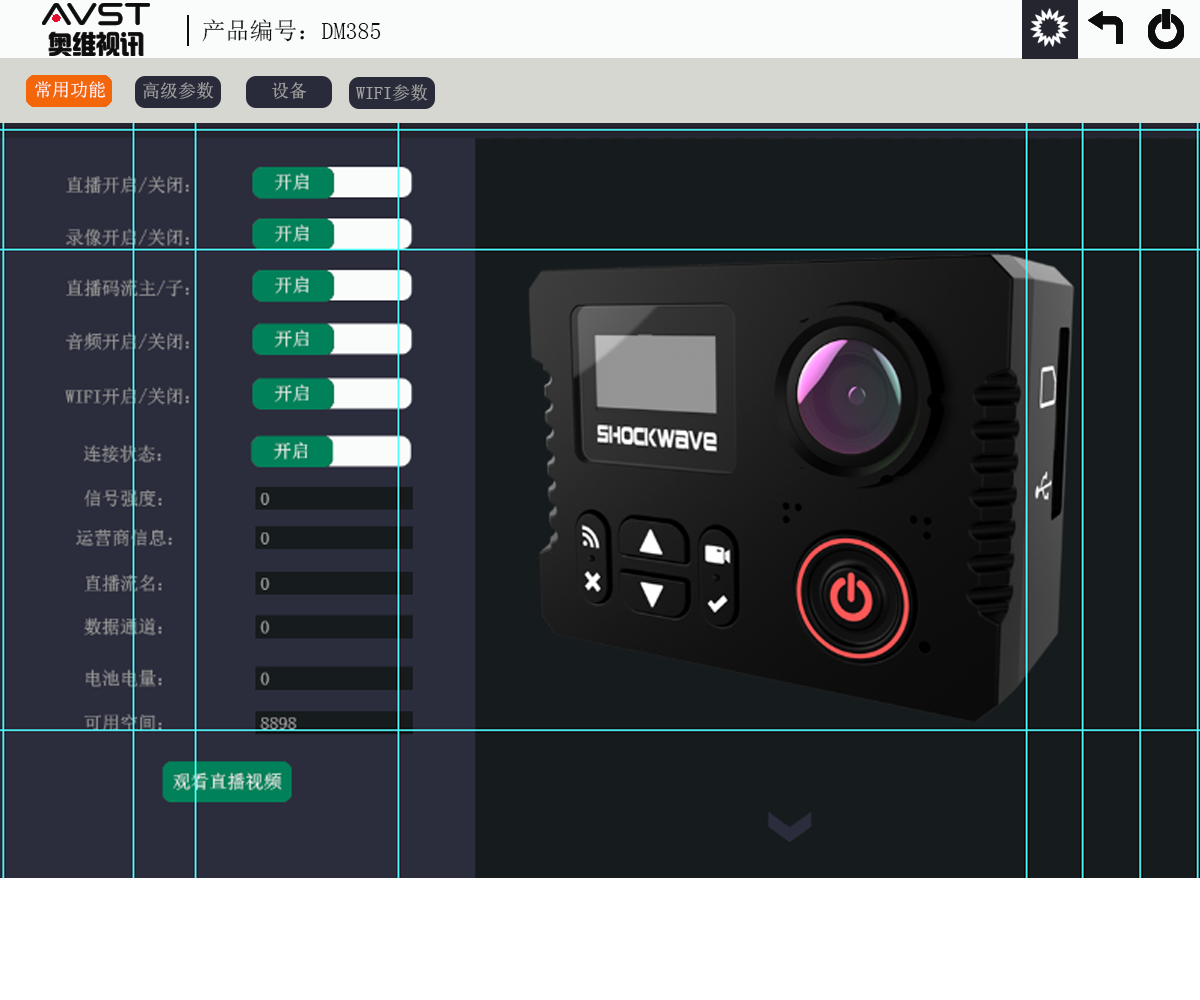 AVST
奥维视讯
产品编号：DM385
常用功能 高级参数 设备 WIFI参数
直播开启/关闭： 开启
录像开启/关闭： 开启
直播码流主/子： 开启
音频开启/关闭： 开启
WIFI开启/关闭： 开启
连接状态： 开启
信号强度： 0
运营商信息： 0
直播流名： 0
数据通道： 0
电池电量： 0
可用空间： 8898
观看直播视频
SHOCKWAVE